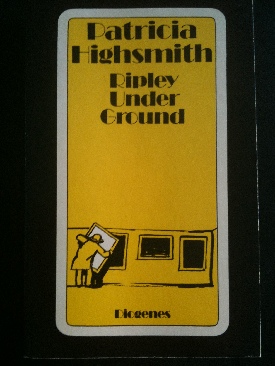 Patricia
Highsmith
Ripley
Under
Ground
Diogenes